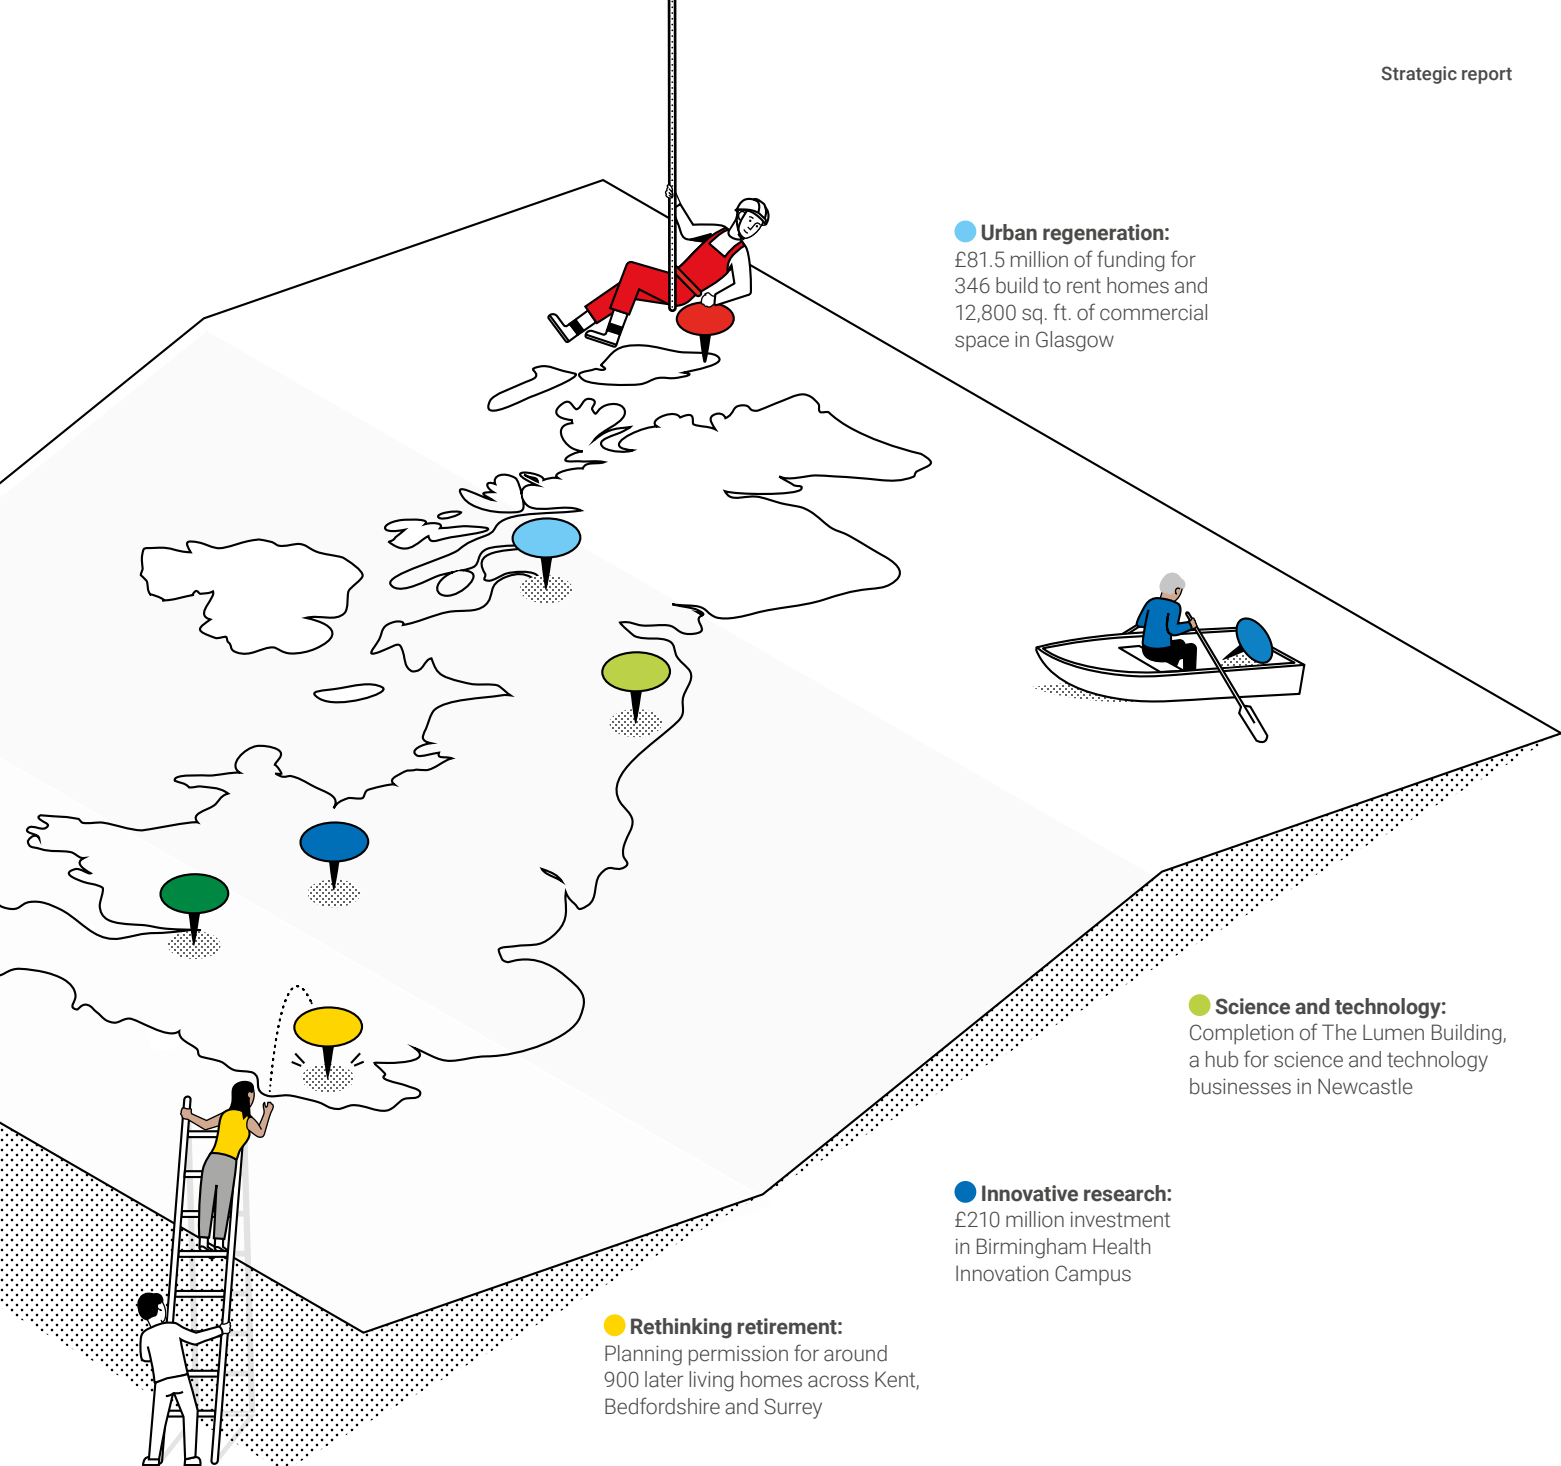 Strategic report
Urban regeneration:
£81.5 million of funding for
346 build to rent homes and
12,800 sq. ft. of commercial
space in Glasgow
Science and technology:
Completion of The Lumen Building,
a hub for science and technology
businesses in Newcastle
Innovative research:
£210 million investment
in Birmingham Health
Innovation Campus
Rethinking retirement:
Planning permission for around
900 later living homes across Kent,
Bedfordshire and Surrey